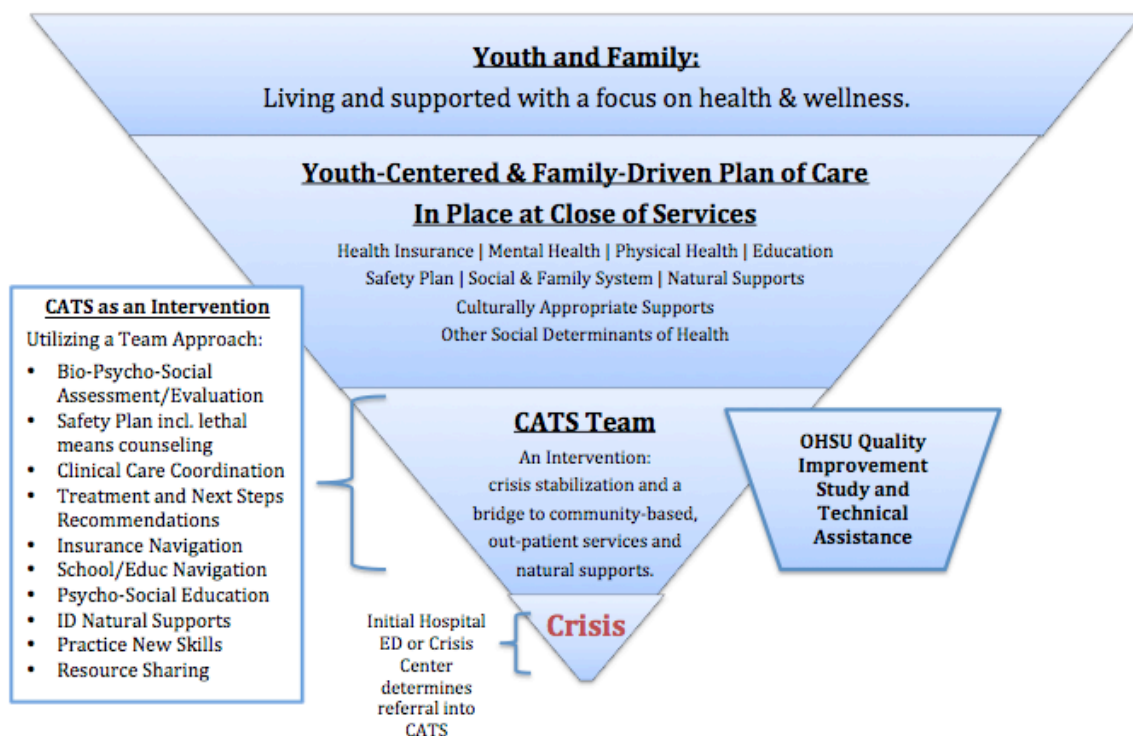 Youth and Family:
Living and supported with a focus on health & wellness.
Youth-Centered & Family-Driven Plan of Care
In Place at Close of Services
Health Insurance | Mental Health | Physical Health | Education
Safety Plan | Social & Family System | Natural Supports
Culturally Appropriate Supports
Other Social Determinants of Health
CATS as an Intervention
Utilizing a Team Approach:
• Bio-Psycho-Social
Assessment/Evaluation
• Safety Plan incl. lethal
means counseling
• Clinical Care Coordination
• Treatment and Next Steps
Recommendations
• Insurance Navigation
• School/Educ Navigation
• Psycho-Social Education
• ID Natural Supports
• Practice New Skills
• Resource Sharing
CATS Team
An Intervention:
crisis stabilization and a
bridge to community-based,
out-patient services and
natural supports.
OHSU Quality
Improvement
Study and
Technical
Assistance
Initial Hospital
ED or Crisis
Center
determines
referral into
CATS
Crisis